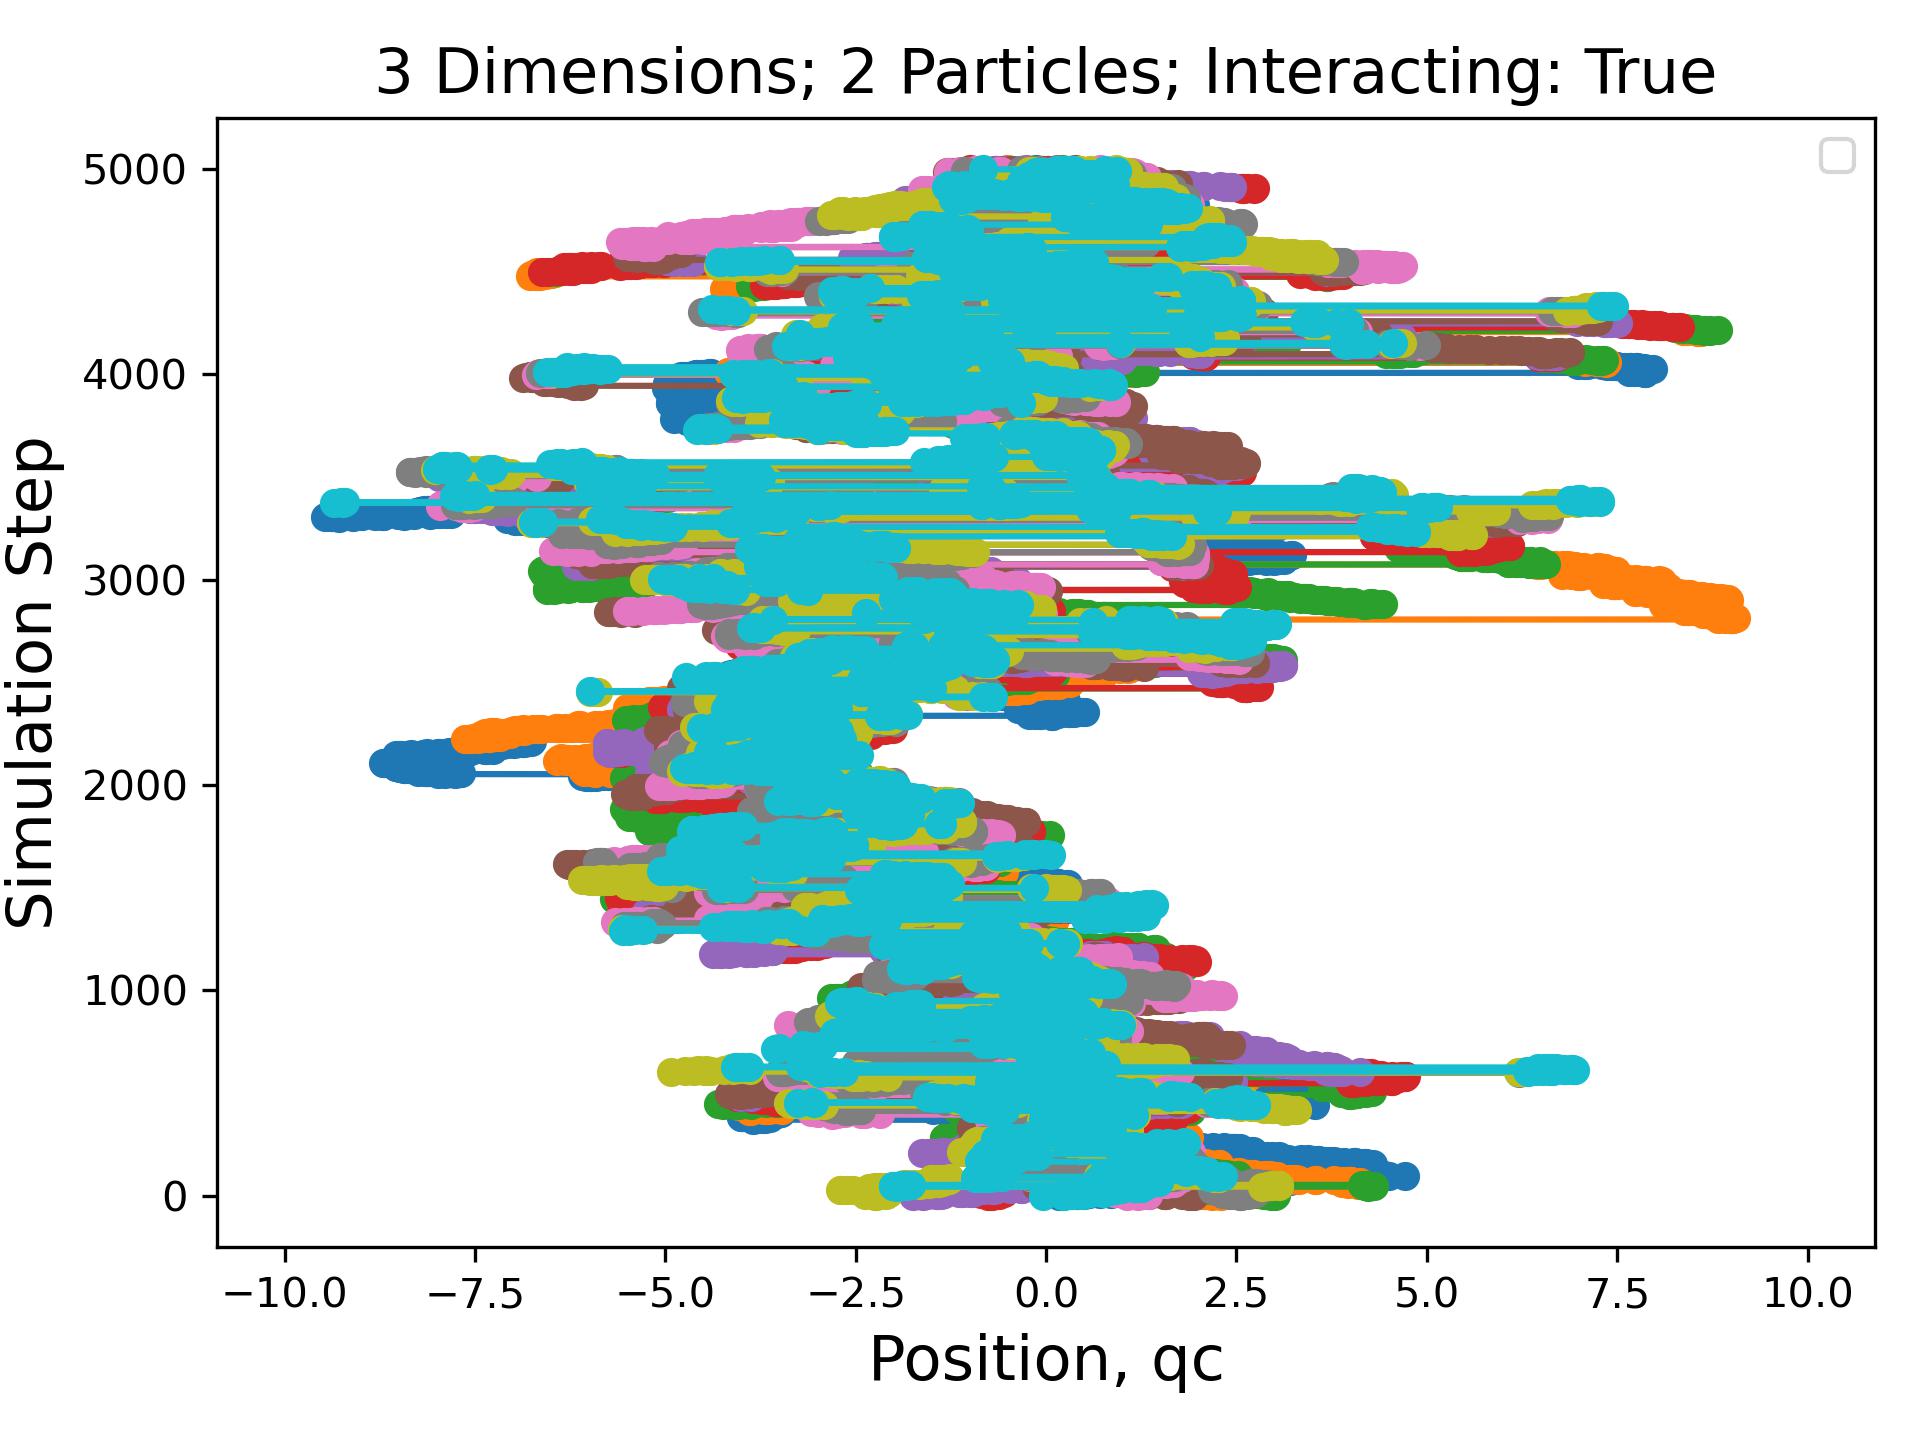 3 Dimensions; 2 Particles; Interacting: True
Simulation Step
5000
4000
3000
2000
1000
0
−10.0 −7.5 −5.0 −2.5 0.0 2.5 5.0 7.5 10.0
Position, qc